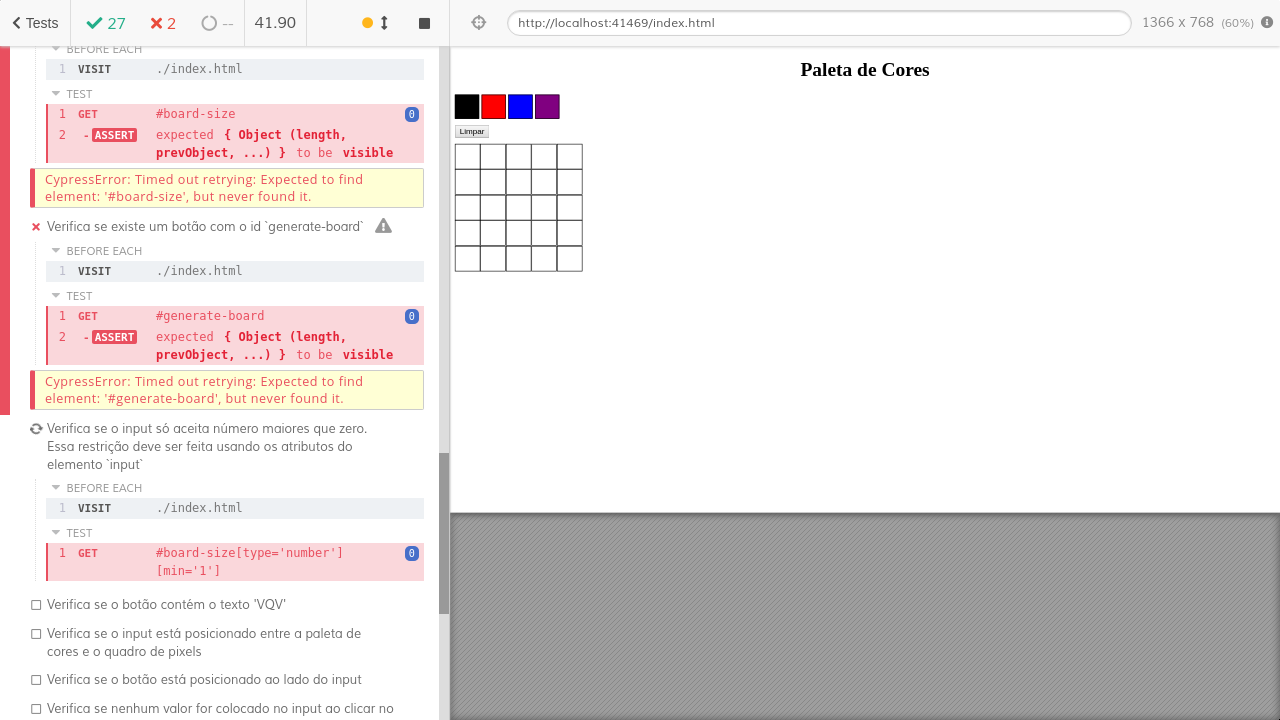 Tests
27
2
--
41.90
http://localhost:41469/index.html
1366 x 768 (60%)
BEFORE EACH
1 VISIT ./index.html
TEST
1 GET #board-size 0
2 -ASSERT expected { Object (length,
prevObject, ...) } to be visible
CypressError: Timed out retrying: Expected to find
element: '#board-size', but never found it.
Verifica se existe um botão com o id `generate-board`
BEFORE EACH
1 VISIT ./index.html
TEST
1 GET #generate-board 0
2 -ASSERT expected { Object (length,
prevObject, ...) } to be visible
CypressError: Timed out retrying: Expected to find
element: '#generate-board', but never found it.
Verifica se o input só aceita número maiores que zero.
Essa restrição deve ser feita usando os atributos do
elemento `input`
BEFORE EACH
1 VISIT ./index.html
TEST
1 GET #board-size[type='number'] 0
[min='1']
Verifica se o botão contém o texto 'VQV'
Verifica se o input está posicionado entre a paleta de
cores e o quadro de pixels
Verifica se o botão está posicionado ao lado do input
Verifica se nenhum valor for colocado no input ao clicar no
Paleta de Cores
Limpar